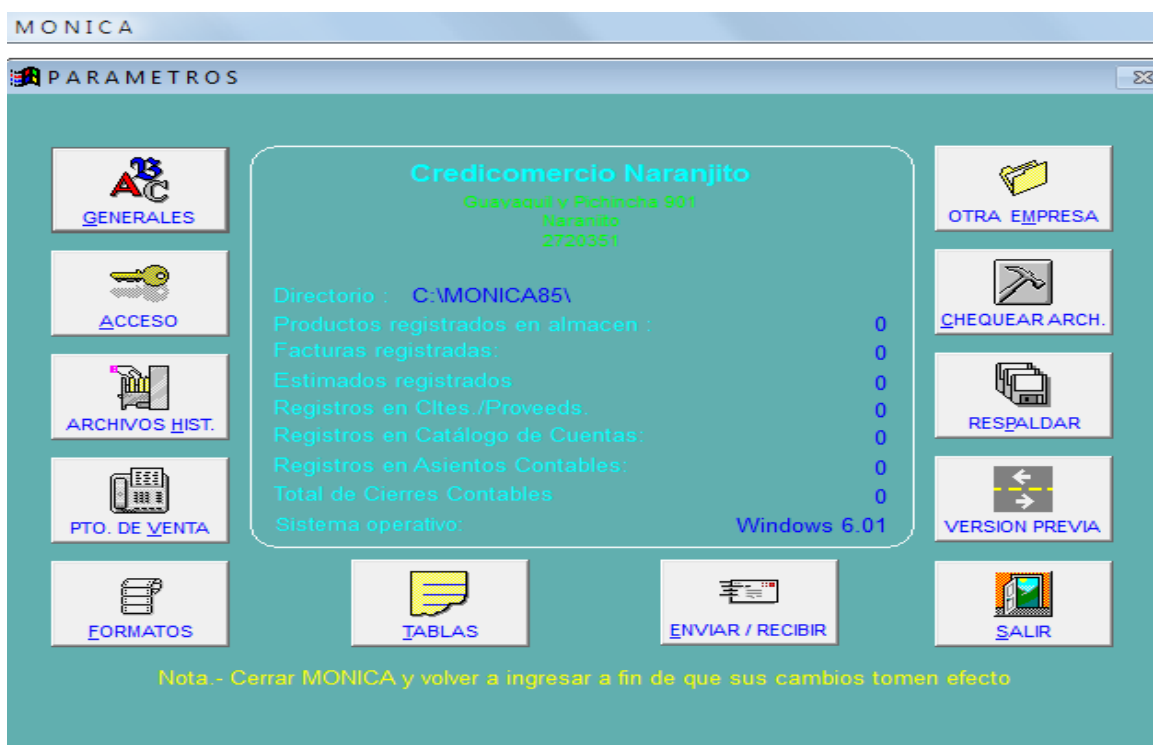 MONICA
PARAMETROS
GENERALES
ACCESO
ARCHIVOS HIST.
PTO. DE VENTA
FORMATOS
Credicomercio Naranjito
Guayaquil y Pichincha 901
Naranjito
2720351
Directorio : C:\MONICA85\
Productos registrados en almacen : 0
Facturas registradas: 0
Estimados registrados 0
Registros en Cltes./Proveeds. 0
Registros en Catálogo de Cuentas: 0
Registros en Asientos Contables: 0
Total de Cierres Contables 0
Sistema operativo: Windows 6.01
TABLAS
ENVIAR / RECIBIR
OTRA EMPRESA
CHEQUEAR ARCH.
RESPALDAR
VERSION PREVIA
SALIR
Nota.- Cerrar MONICA y volver a ingresar a fin de que sus cambios tomen efecto